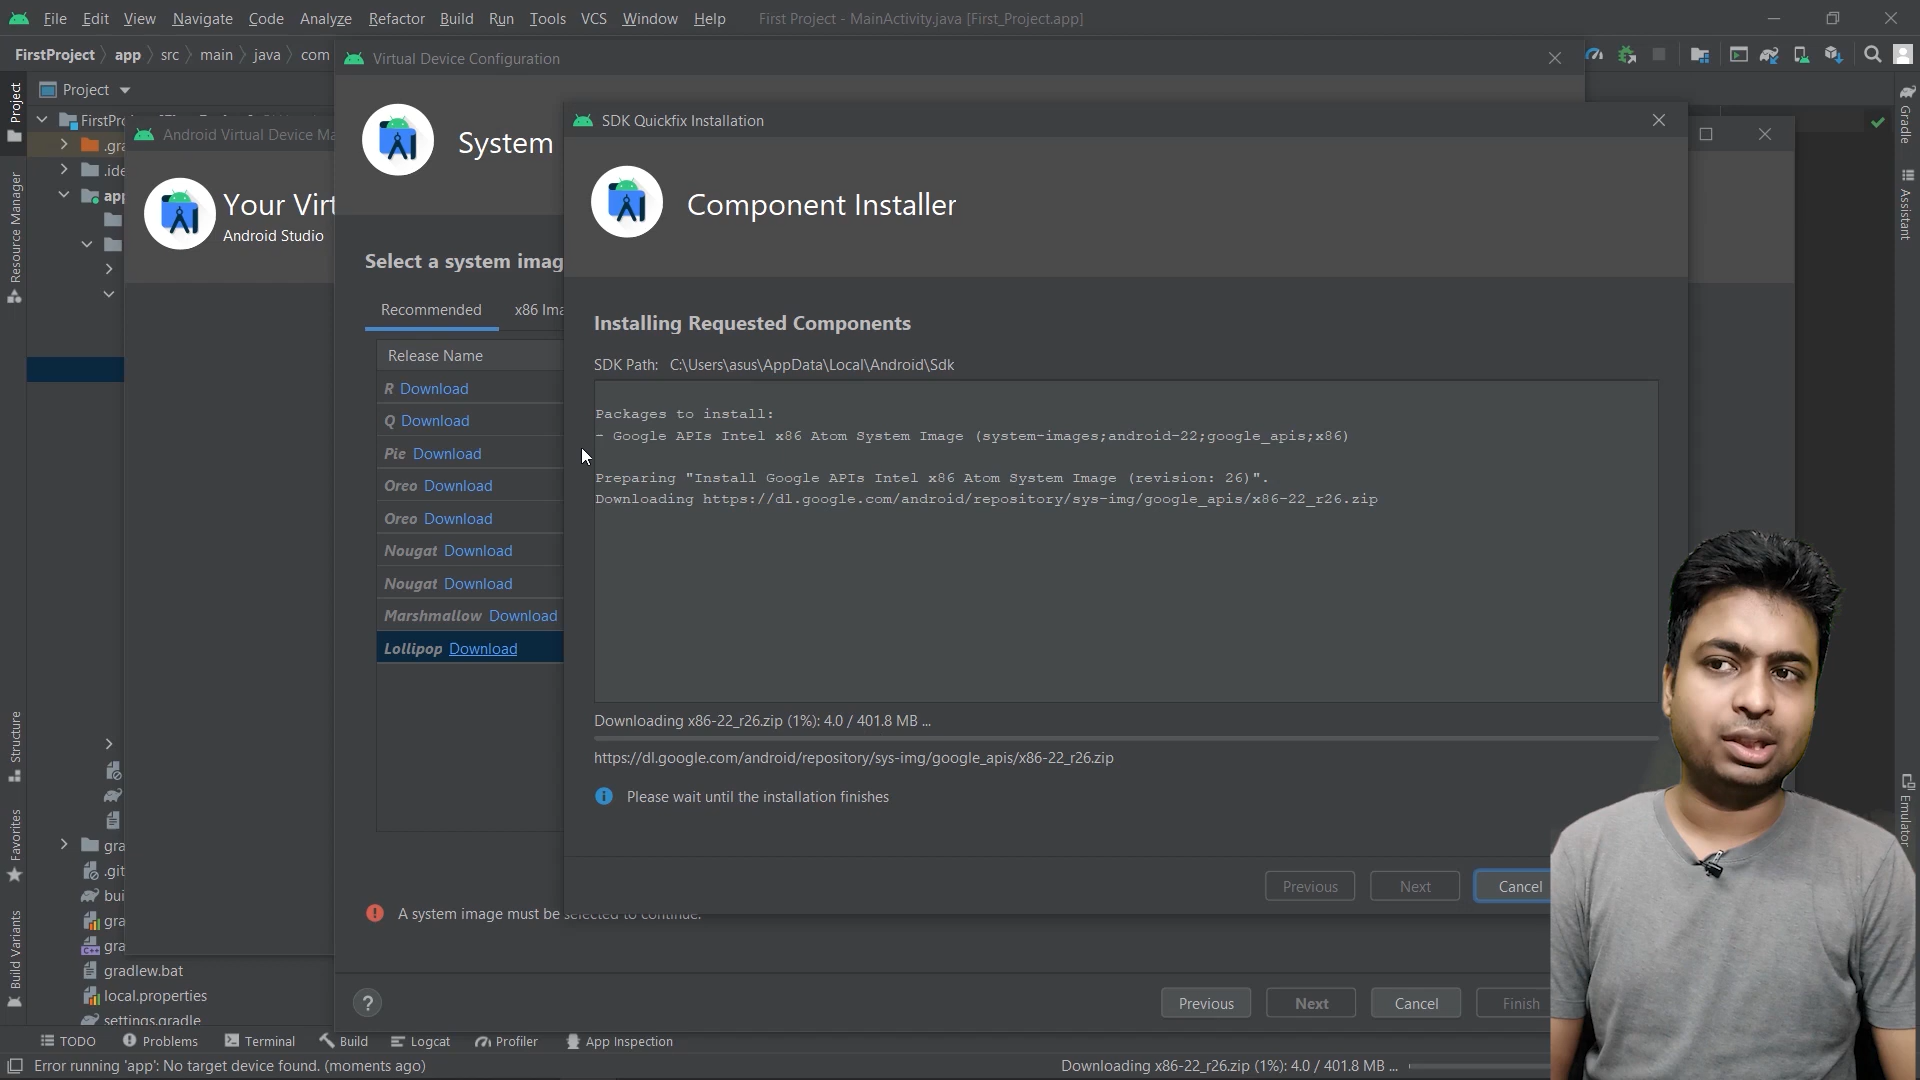 File Edit View Navigate Code Analyze Refactor Build Run Tools VCS Window Help First Project - MainActivity.java [First_Project.app]
FirstProject app src main java com
Virtual Device Configuration
Project
SDK Quickfix Installation
Android Virtual Device Ma
.gra
.ide
app
System
Component Installer
Your Virt
Android Studio
Select a system imag
Recommended x86 Ima
Installing Requested Components
SDK Path: C:\Users\asus\AppData\Local\Android\Sdk
Release Name
R Download
Q Download
Pie Download
Oreo Download
Oreo Download
Nougat Download
Nougat Download
Marshmallow Download
Lollipop Download
Packages to install:
- Google APIs Intel x86 Atom System Image (system-images;android-22;google_apis;x86)
Preparing "Install Google APIs Intel x86 Atom System Image (revision: 26)".
Downloading https://dl.google.com/android/repository/sys-img/google_apis/x86-22_r26.zip
Downloading x86-22_r26.zip (1%): 4.0 / 401.8 MB ...
https://dl.google.com/android/repository/sys-img/google_apis/x86-22_r26.zip
Please wait until the installation finishes
Previous Next Cancel
A system image must be selected to continue.
? Previous Next Cancel Finish
gra
.git
bui
gra
gra
gradlew.bat
local.properties
settings.gradle
Project
Resource Manager
Structure
Favorites
Build Variants
Gradle
Assistant
Emulator
TODO Problems Terminal Build Logcat Profiler App Inspection
Error running 'app': No target device found. (moments ago) Downloading x86-22_r26.zip (1%): 4.0 / 401.8 MB ...